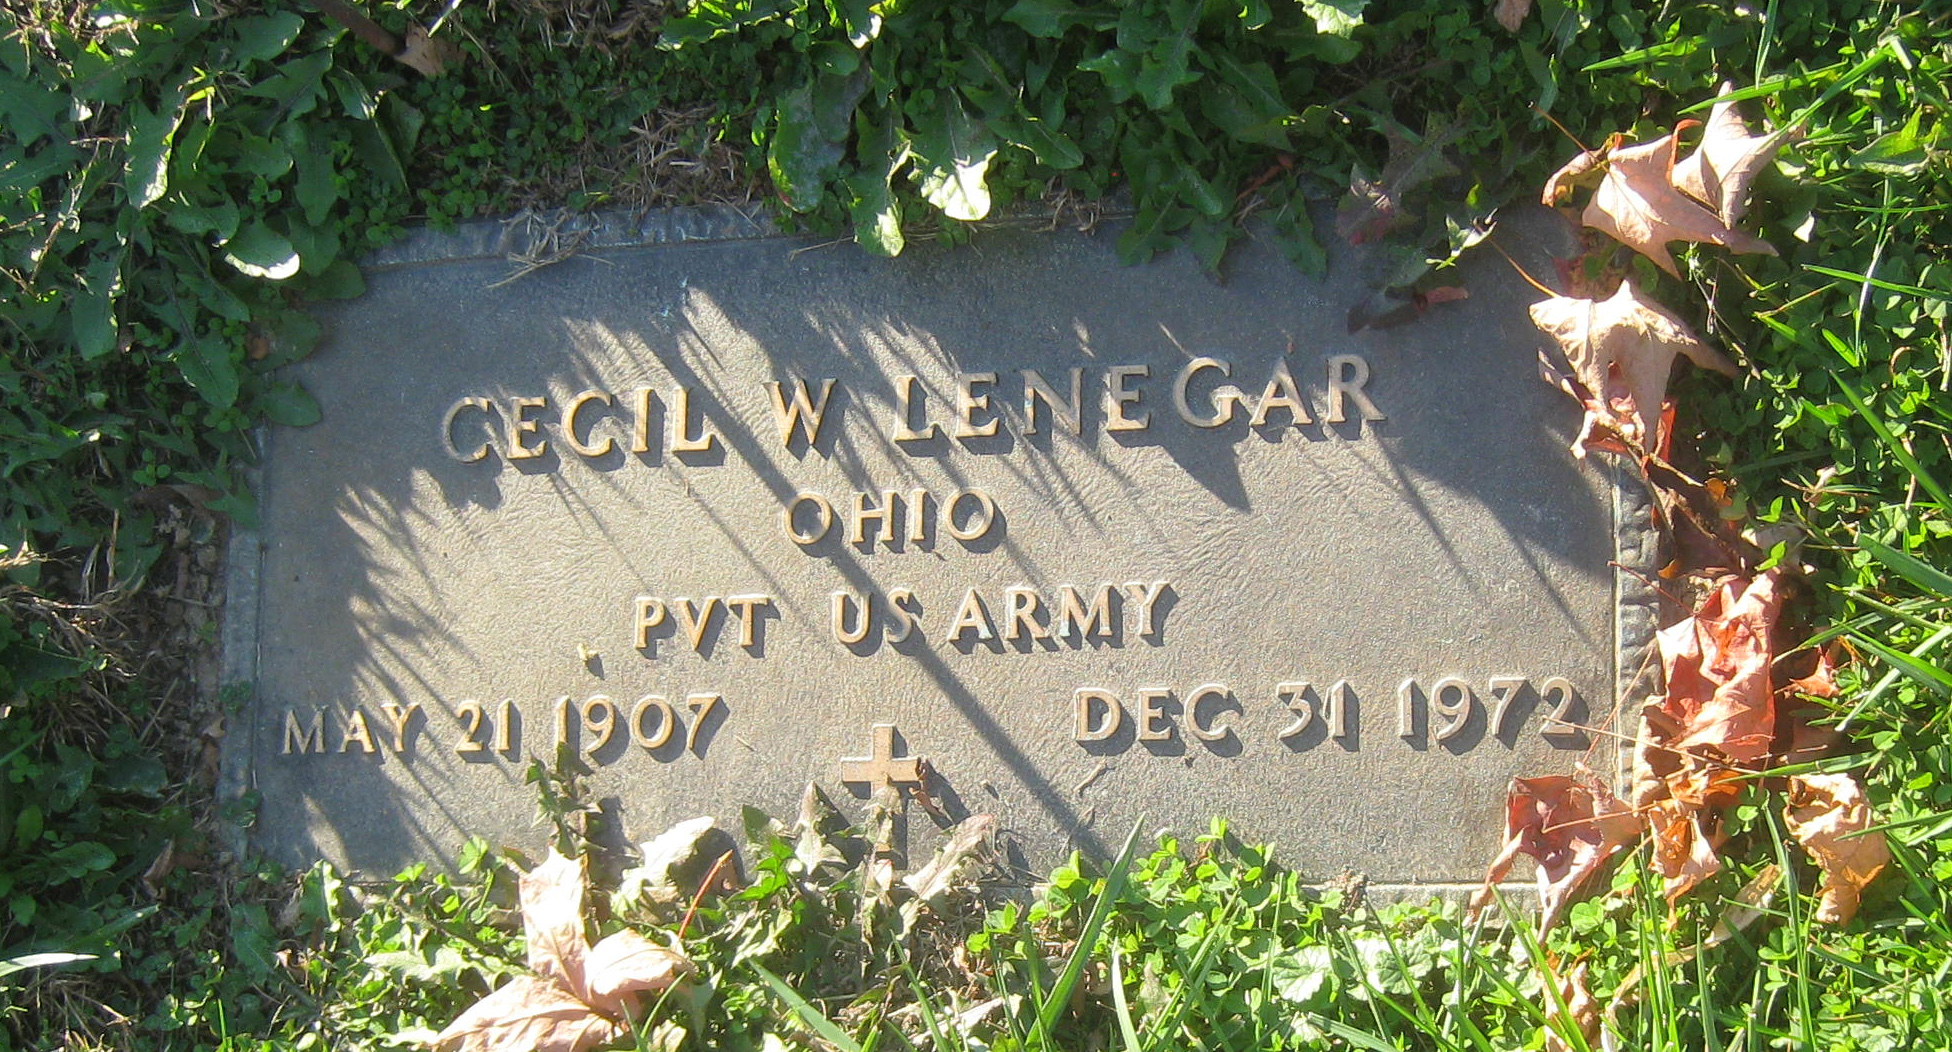 CECIL W LENEGAR
OHIO
PVT US ARMY
MAY 21 1907 DEC 31 1972